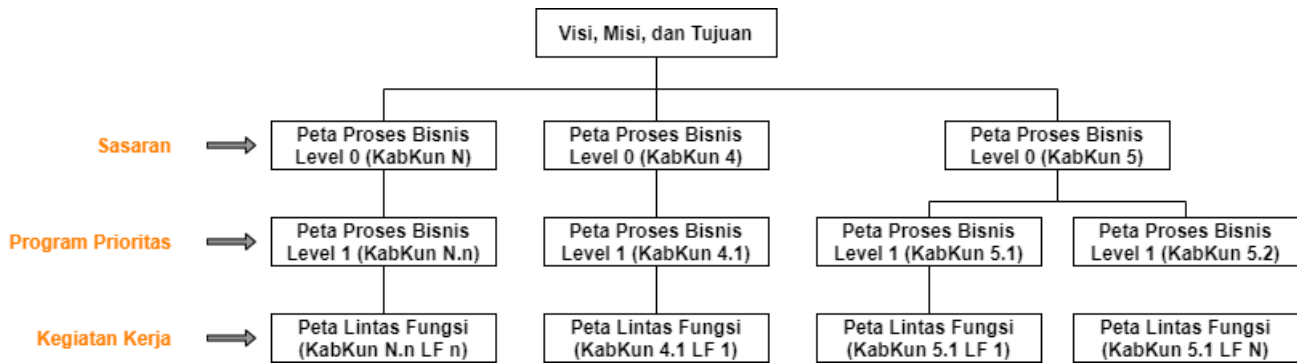 Visi, Misi, dan Tujuan
Sasaran
Peta Proses Bisnis
Level 0 (KabKun N)
Peta Proses Bisnis
Level 0 (KabKun 4)
Peta Proses Bisnis
Level 0 (KabKun 5)
Program Prioritas
Peta Proses Bisnis
Level 1 (KabKun N.n)
Peta Proses Bisnis
Level 1 (KabKun 4.1)
Peta Proses Bisnis
Level 1 (KabKun 5.1)
Peta Proses Bisnis
Level 1 (KabKun 5.2)
Kegiatan Kerja
Peta Lintas Fungsi
(KabKun N.n LF n)
Peta Lintas Fungsi
(KabKun 4.1 LF 1)
Peta Lintas Fungsi
(KabKun 5.1 LF 1)
Peta Lintas Fungsi
(KabKun 5.1 LF N)